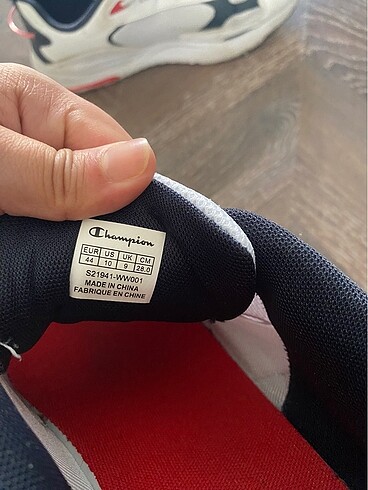 Champion
EUR US UK CM
44 10 9 28.0
S21941-WW001
MADE IN CHINA
FABRIQUE EN CHINE